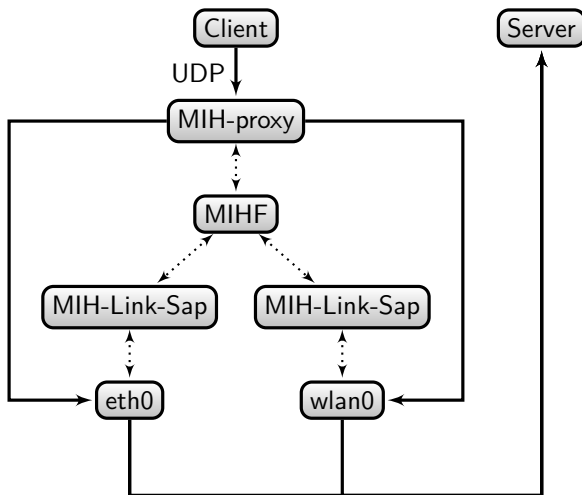 Client
Server
UDP
MIH-proxy
MIHF
MIH-Link-Sap
MIH-Link-Sap
eth0
wlan0